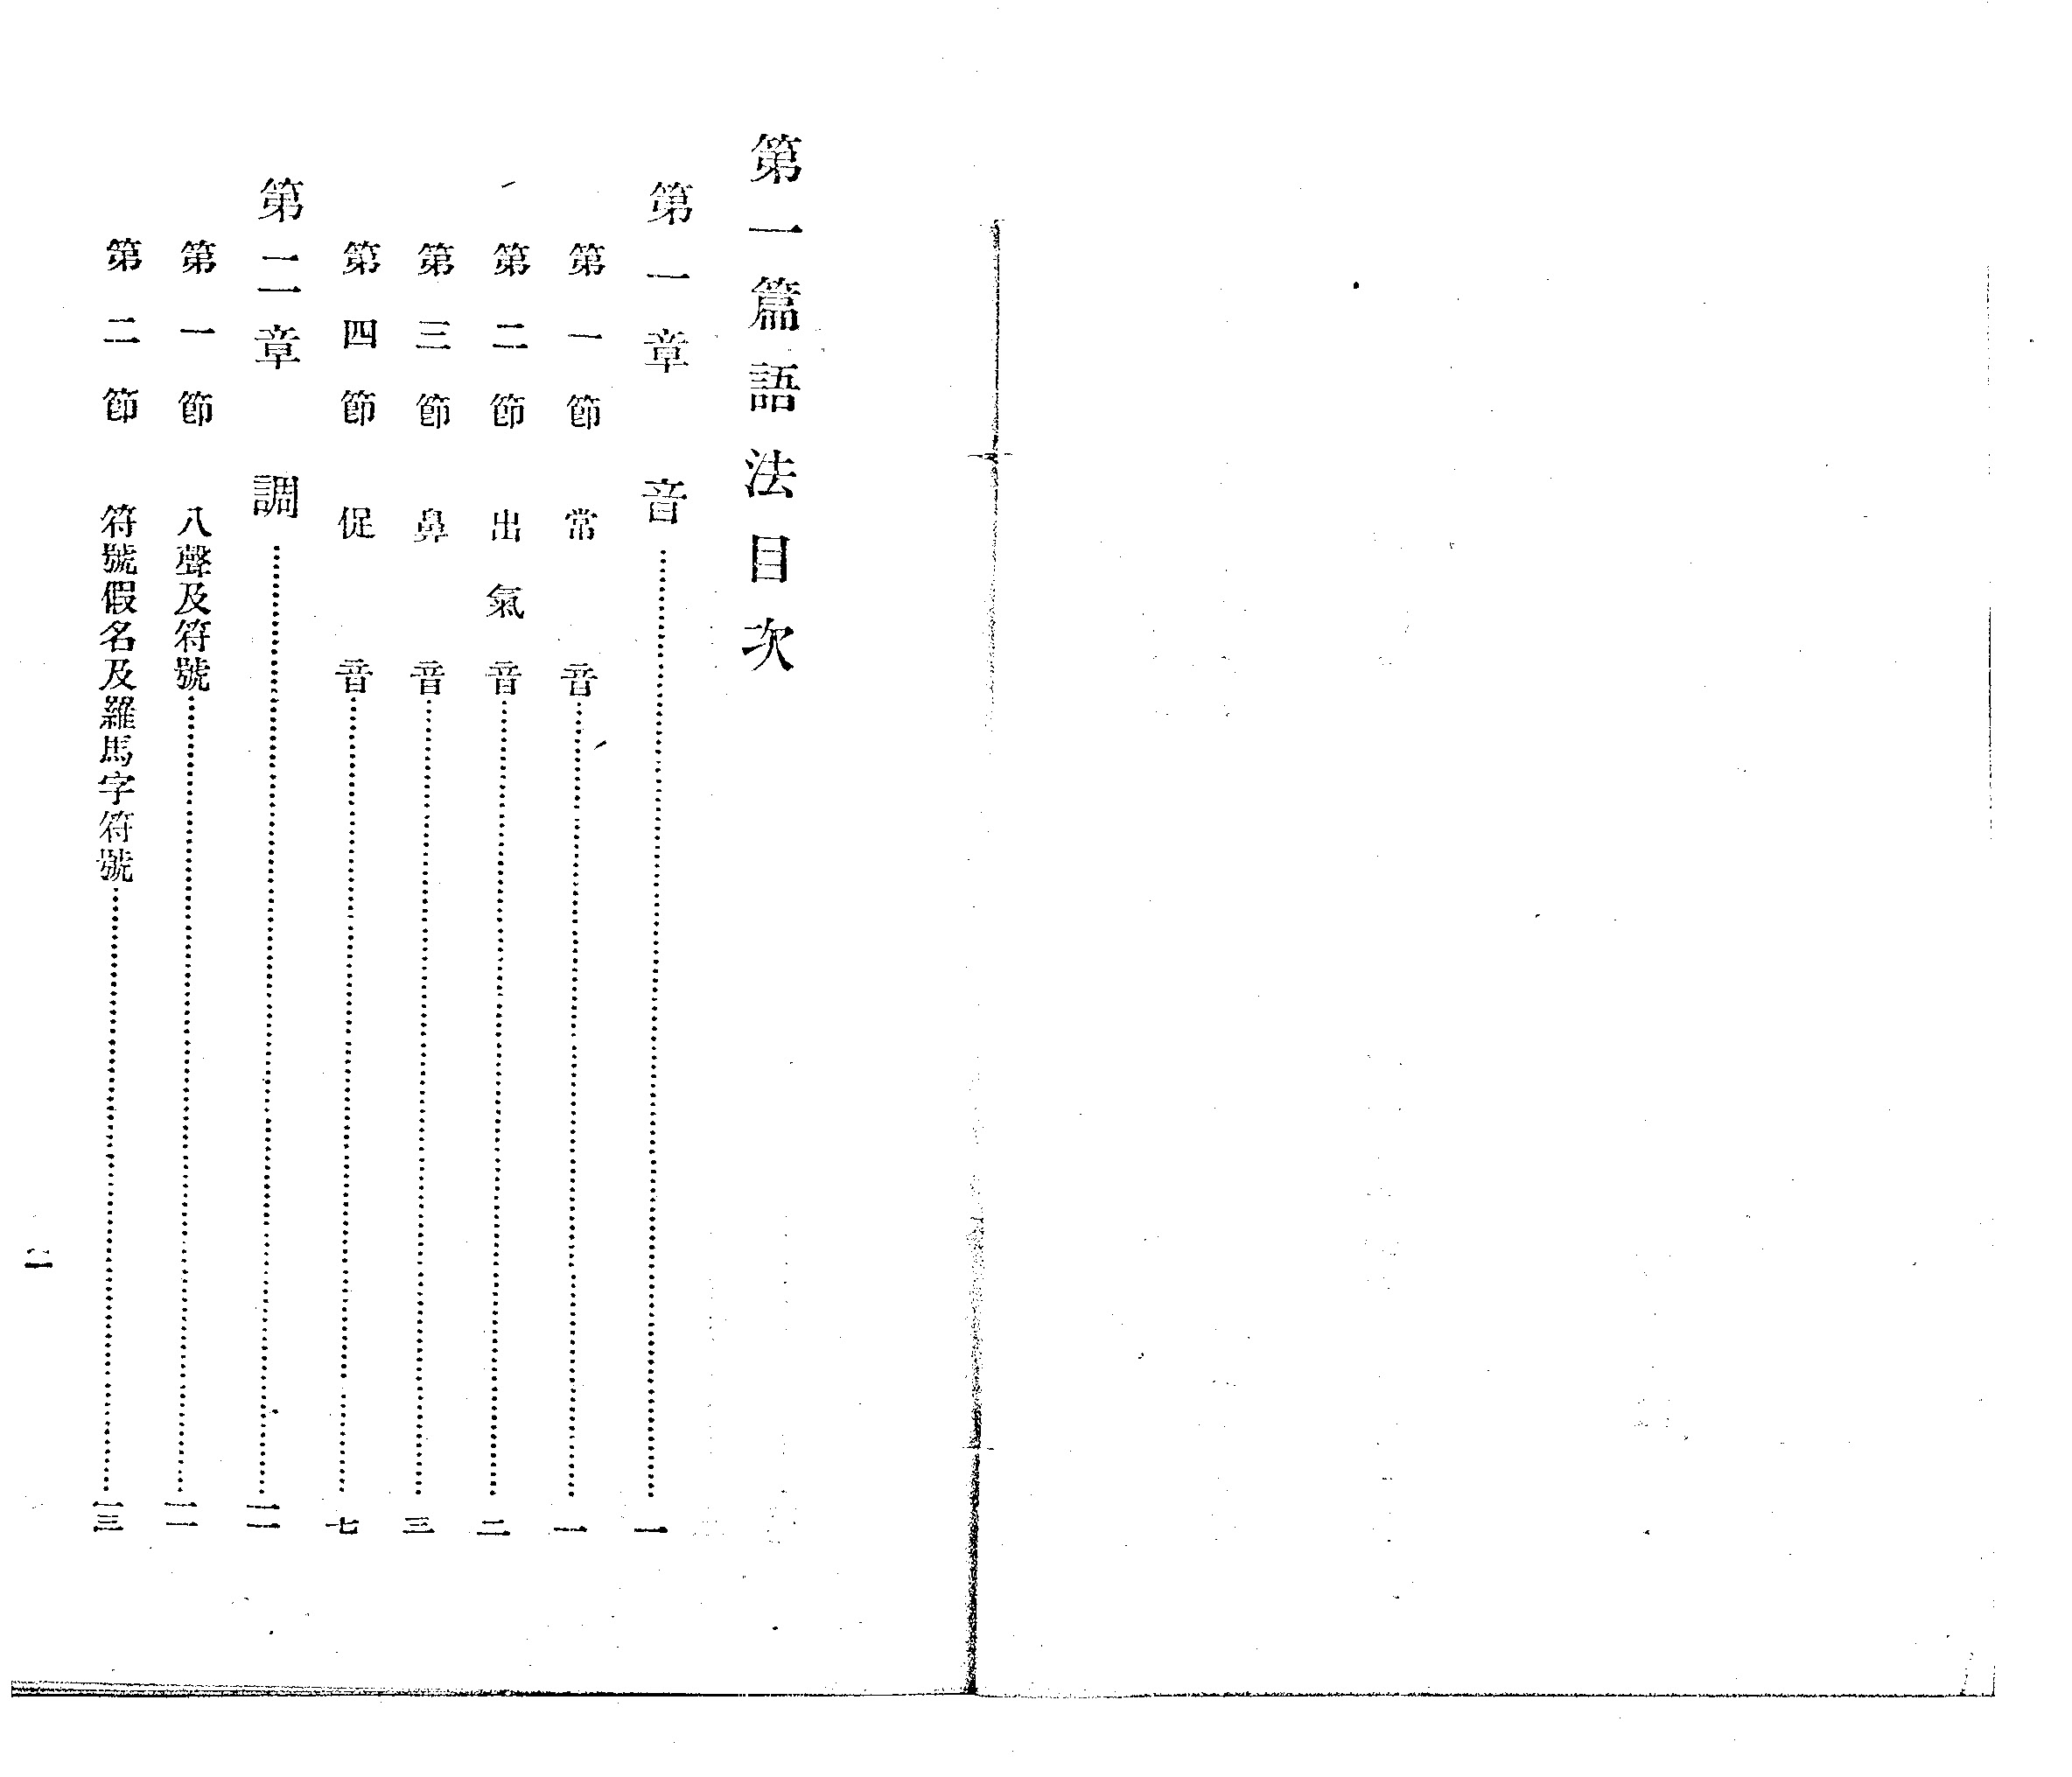 第一篇語法目次
第一章 音……一
第一節 常音……一
第二節 出氣音……二
第三節 鼻音……三
第四節 促音……七
第二章 調……一二
第一節 八聲及符號……一二
第二節 符號假名及羅馬字符號……一三